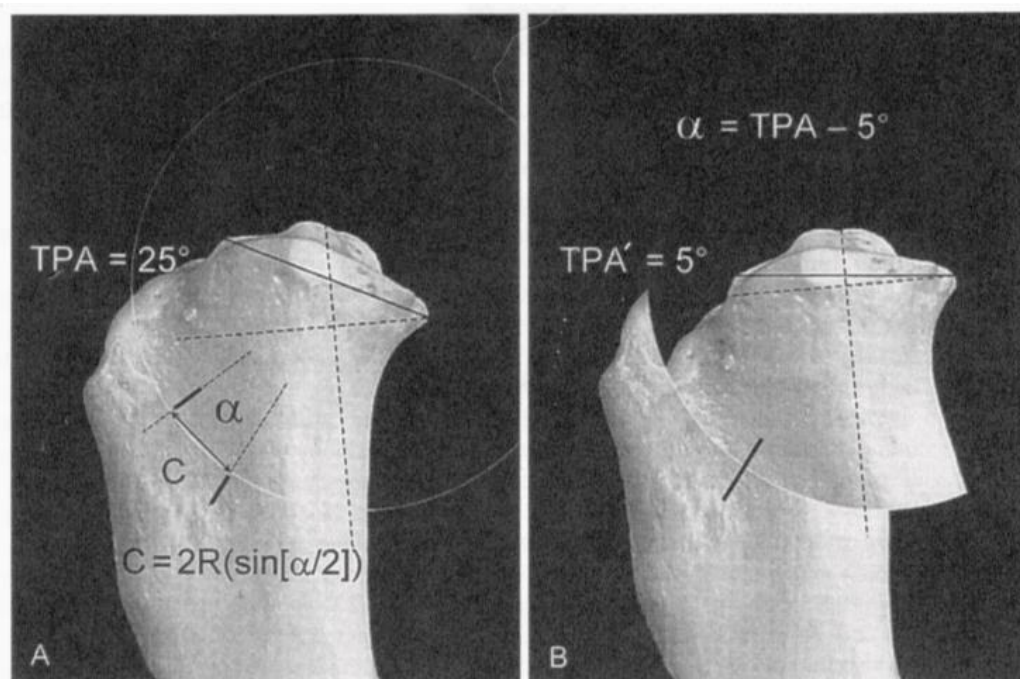 TPA = 25°
α
C
C = 2R(sin[α/2])
A
α = TPA – 5°
TPA´ = 5°
B